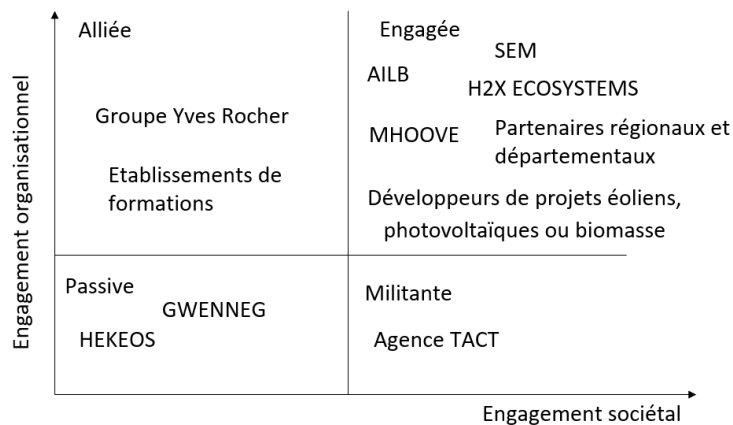 Engagement organisationnel
Alliée
Groupe Yves Rocher
Etablissements de
formations
Engagée
SEM
AILB
H2X ECOSYSTEMS
MHOOVE
Partenaires régionaux et
départementaux
Développeurs de projets éoliens,
photovoltaïques ou biomasse
Passive
GWENNEG
HEKEOS
Militante
Agence TACT
Engagement sociétal